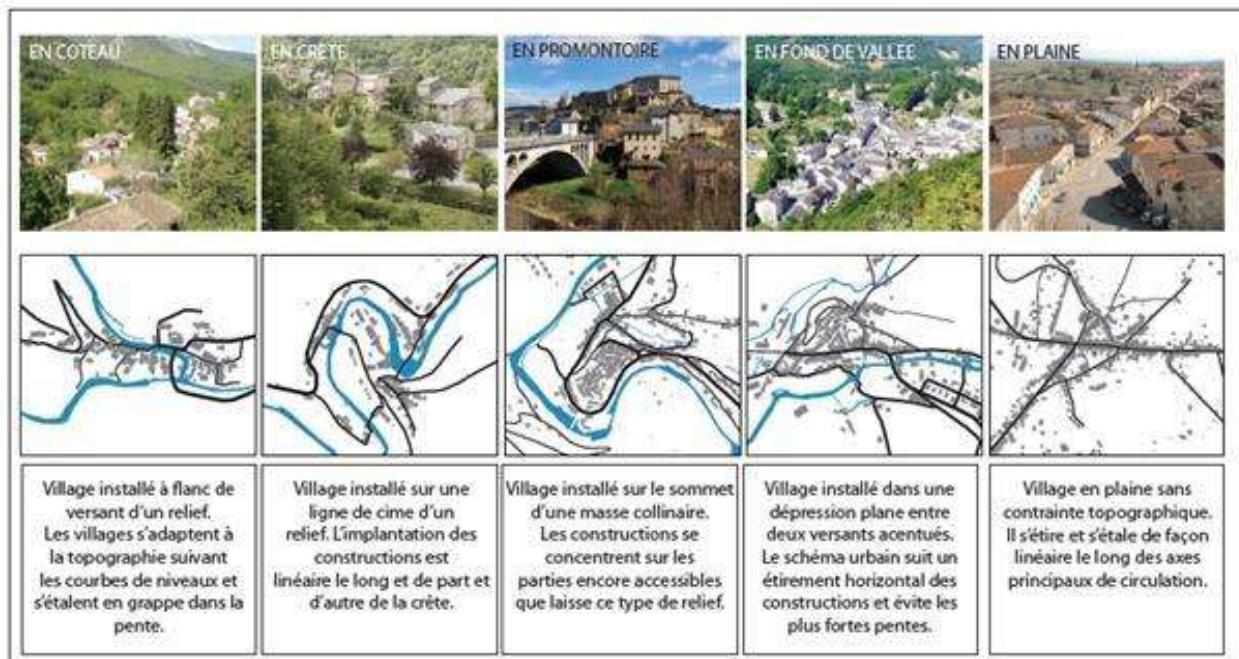 EN COTEAU
EN CRÊTE
EN PROMONTOIRE
EN FOND DE VALLEE
EN PLAINE
Village installé à flanc de
versant d'un relief.
Les villages s'adaptent à
la topographie suivant
les courbes de niveaux et
s'étalent en grappe dans la
pente.
Village installé sur une
ligne de cime d'un
relief. L'implantation des
constructions est
linéaire le long et de part et
d'autre de la crête.
Village installé sur le sommet
d'une masse collinaire.
Les constructions se
concentrent sur les
parties encore accessibles
que laisse ce type de relief.
Village installé dans une
dépression plane entre
deux versants acentués.
Le schéma urbain suit un
étirement horizontal des
constructions et évite les
plus fortes pentes.
Village en plaine sans
contrainte topographique.
Il s'étire et s'étale de façon
linéaire le long des axes
principaux de circulation.